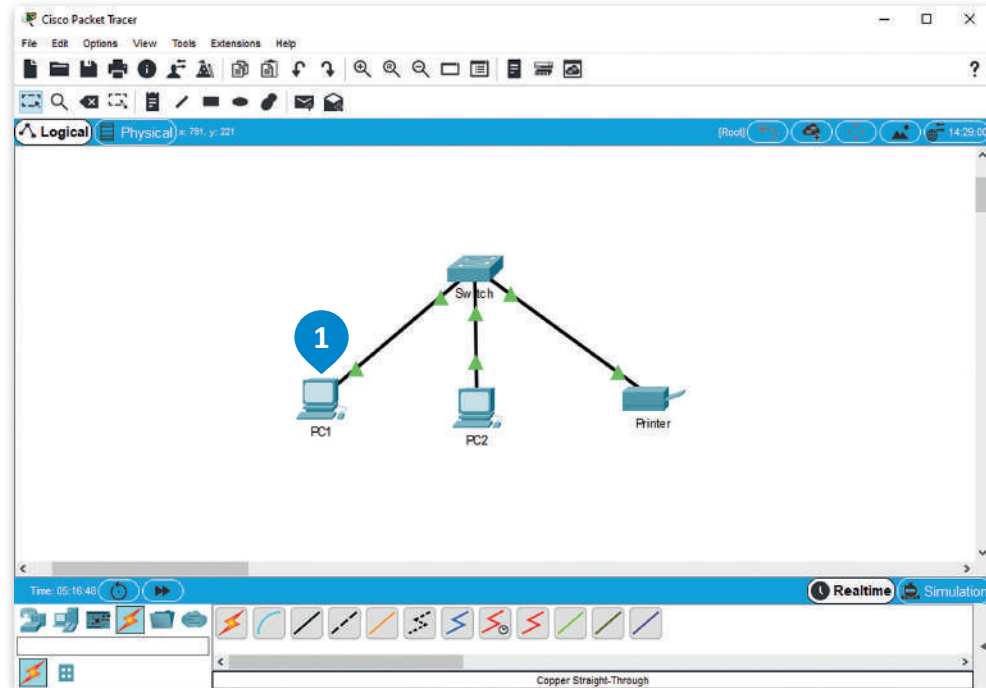 Cisco Packet Tracer
File Edit Options View Tools Extensions Help
?
Logical Physical x: 781, y: 221 [Root] 14:29:00
Switch
1
PC1
PC2
Printer
Time: 05:16:48 Realtime Simulation
Copper Straight-Through